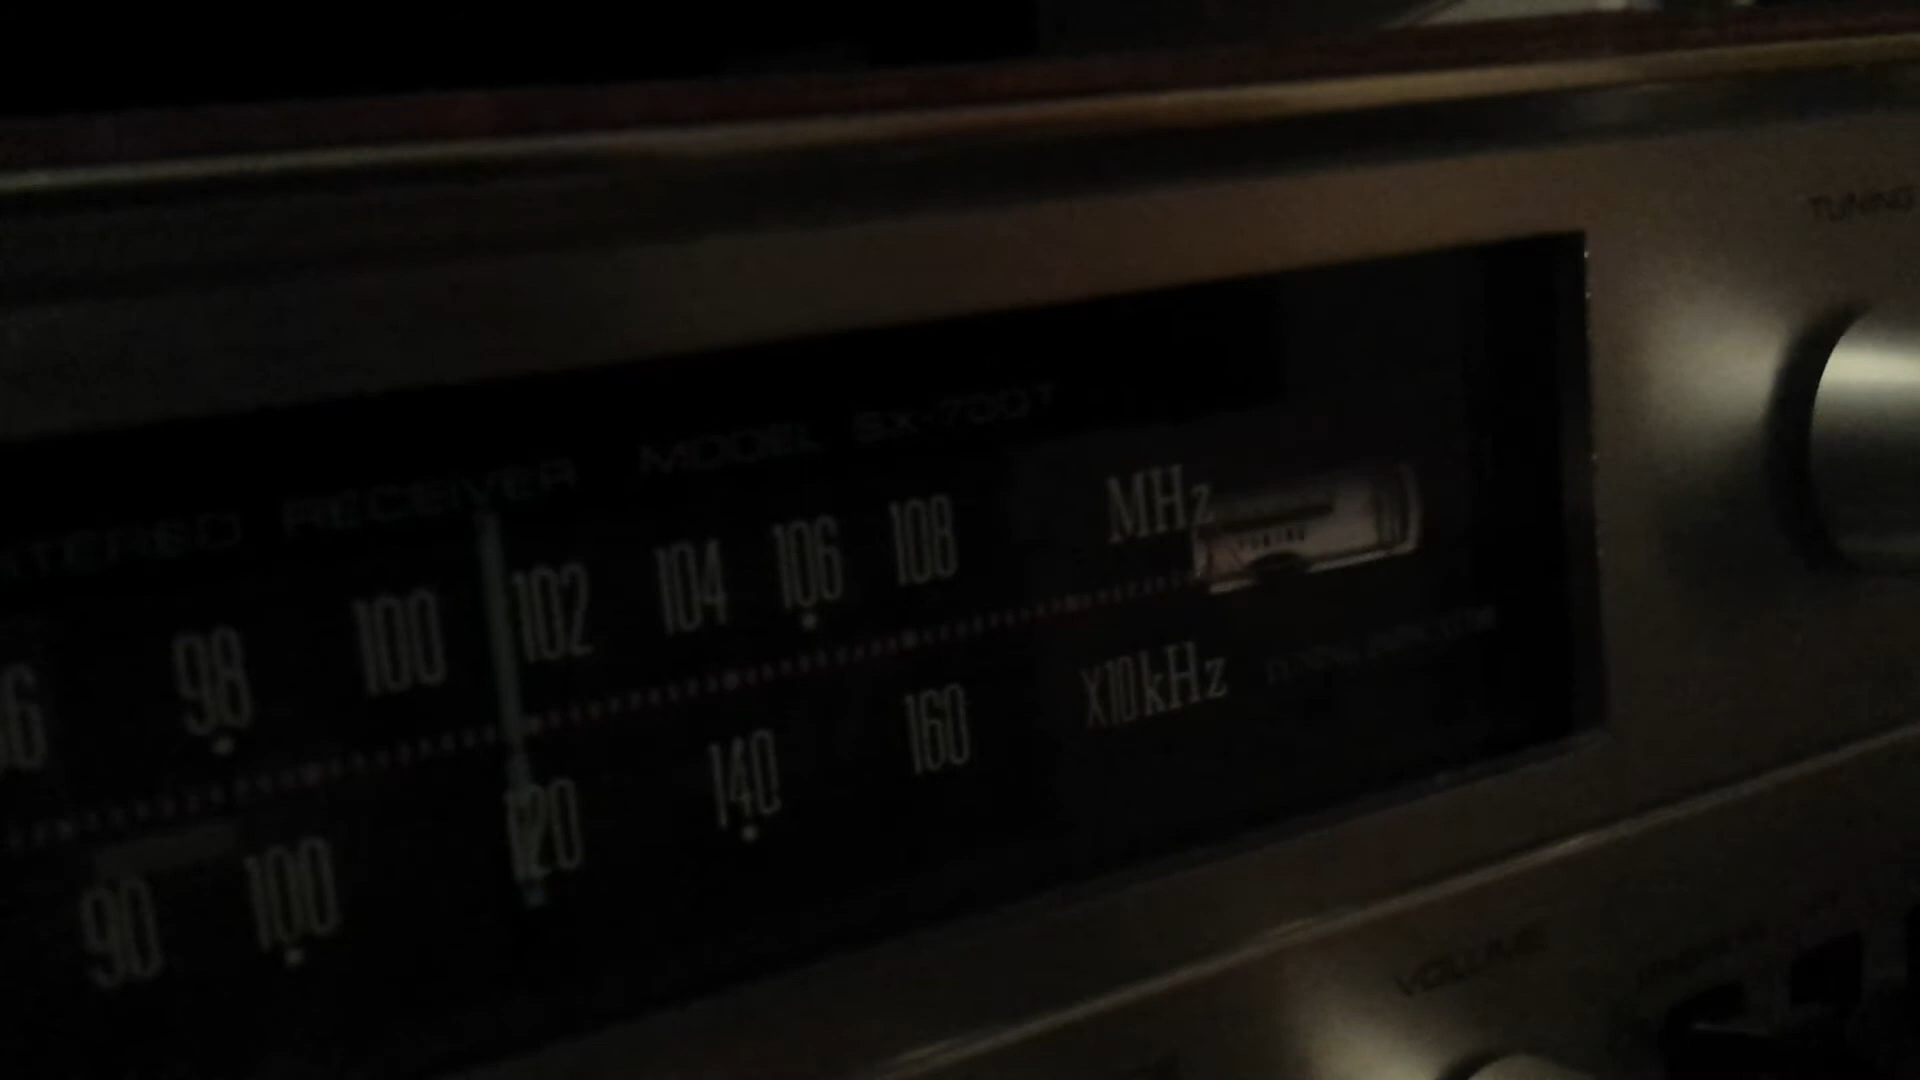 TUNING
STEREO RECEIVER MODEL SX-700T
98 100 102 104 106 108 MHz
TUNING
90 100 120 140 160 X10kHz
VOLUME